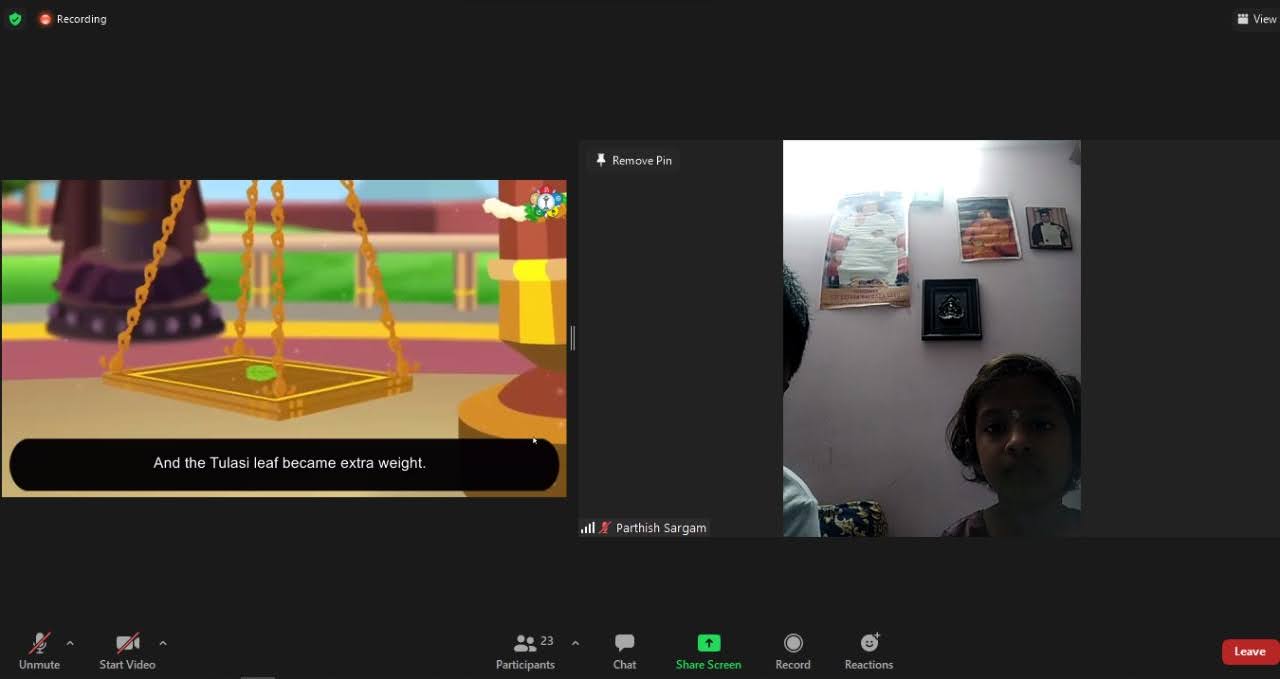 Recording
View
Remove Pin
And the Tulasi leaf became extra weight.
Parthish Sargam
23
Unmute
Start Video
Participants
Chat
Share Screen
Record
Reactions
Leave